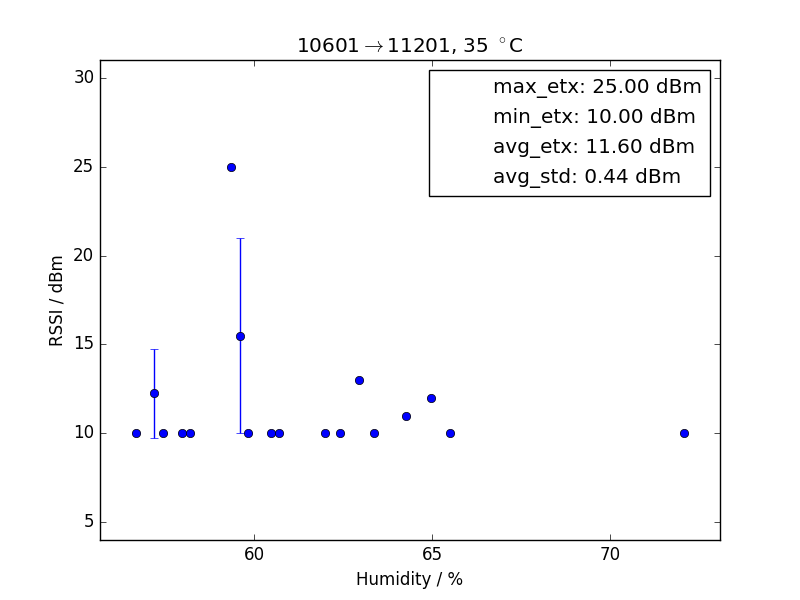 10601→11201, 35 °C
max_etx: 25.00 dBm
min_etx: 10.00 dBm
avg_etx: 11.60 dBm
avg_std: 0.44 dBm
RSSI / dBm
30
25
20
15
10
5
60
65
70
Humidity / %